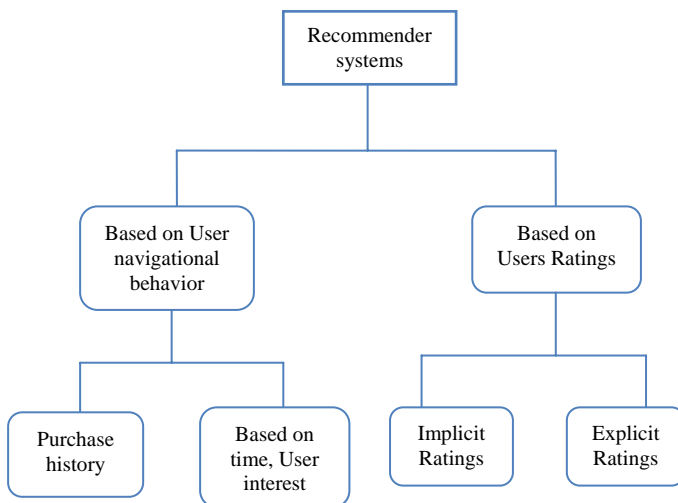 Recommender
systems
Based on User
navigational
behavior
Based on
Users Ratings
Purchase
history
Based on
time, User
interest
Implicit
Ratings
Explicit
Ratings